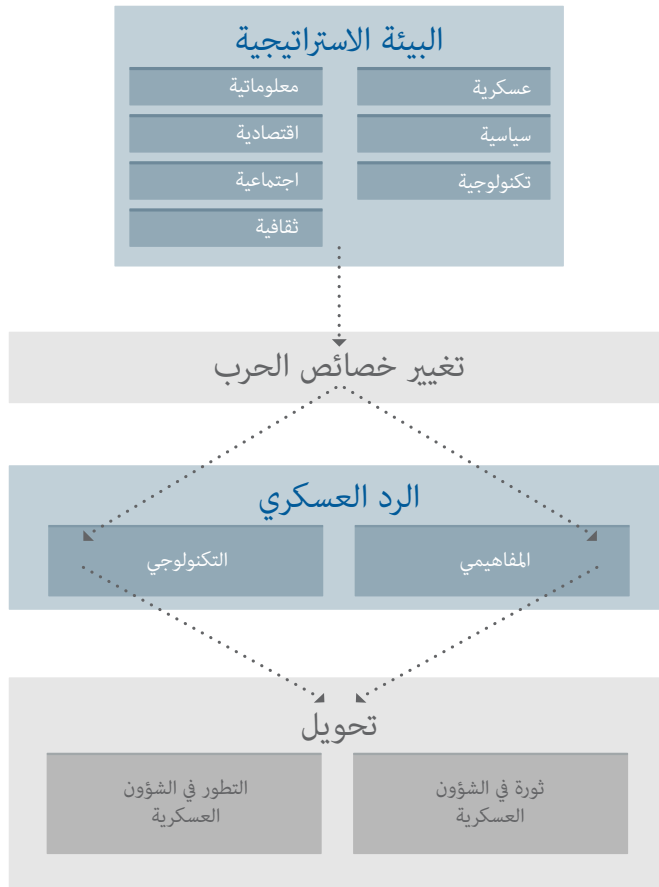 البيئة الاستراتيجية
عسكرية
معلوماتية
سياسية
اقتصادية
تكنولوجية
اجتماعية
ثقافية
تغيير خصائص الحرب
الرد العسكري
المفاهيمي
التكنولوجي
تحويل
ثورة في الشؤون
العسكرية
التطور في الشؤون
العسكرية